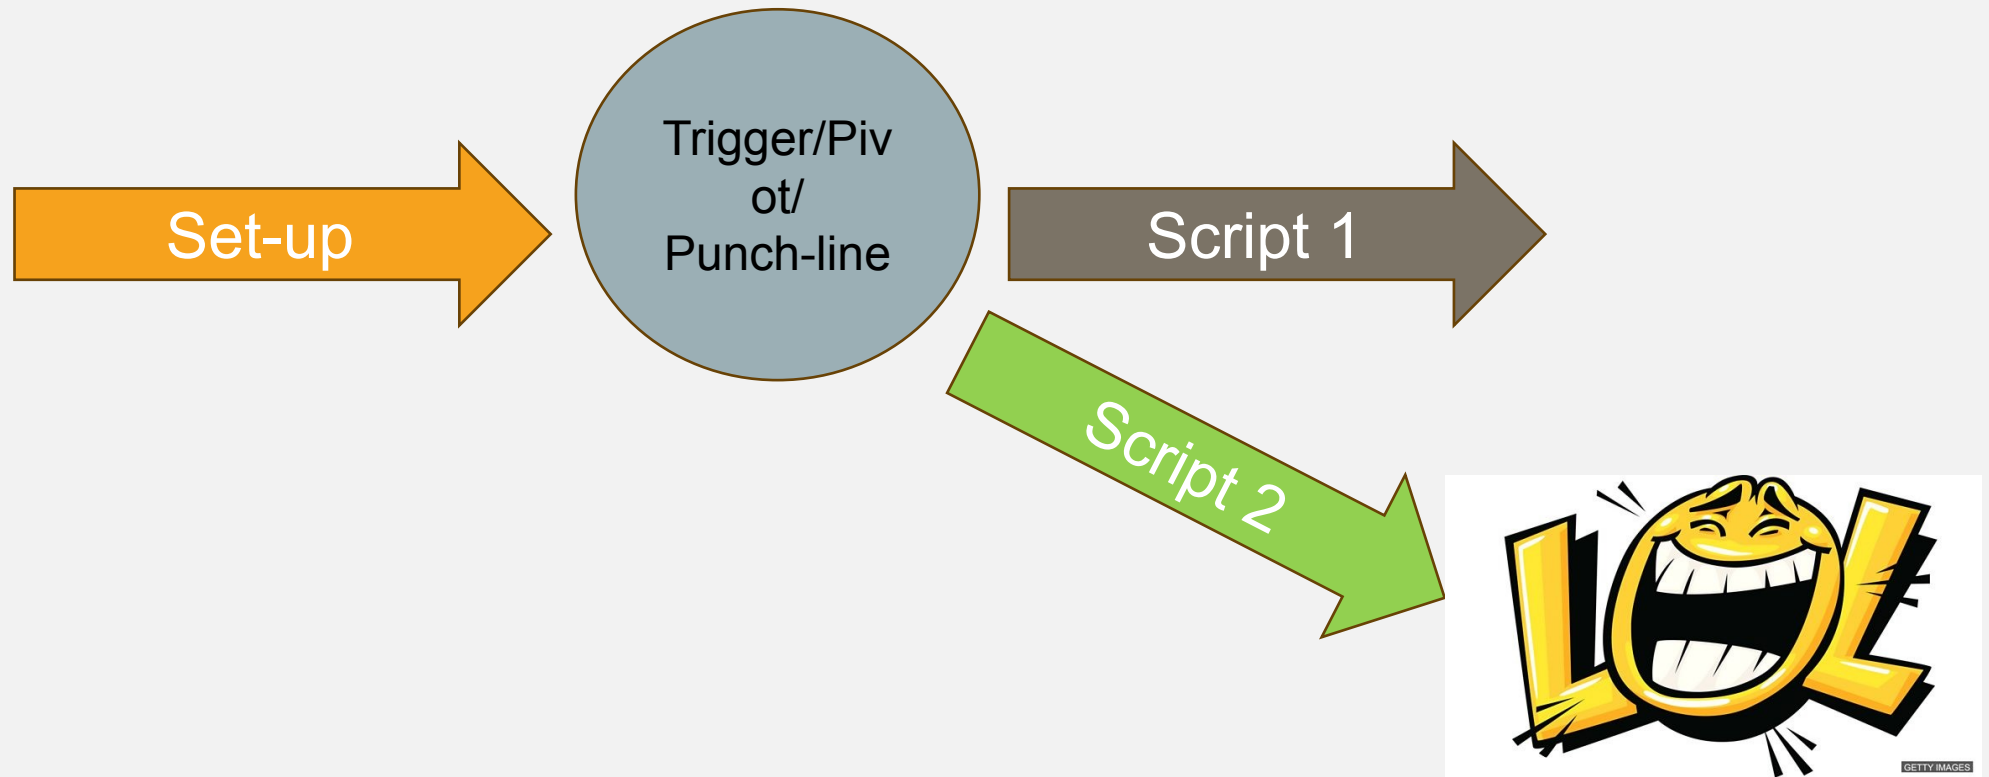 Set-up
Trigger/Piv
ot/
Punch-line
Script 1
Script 2
LOL
GETTY IMAGES